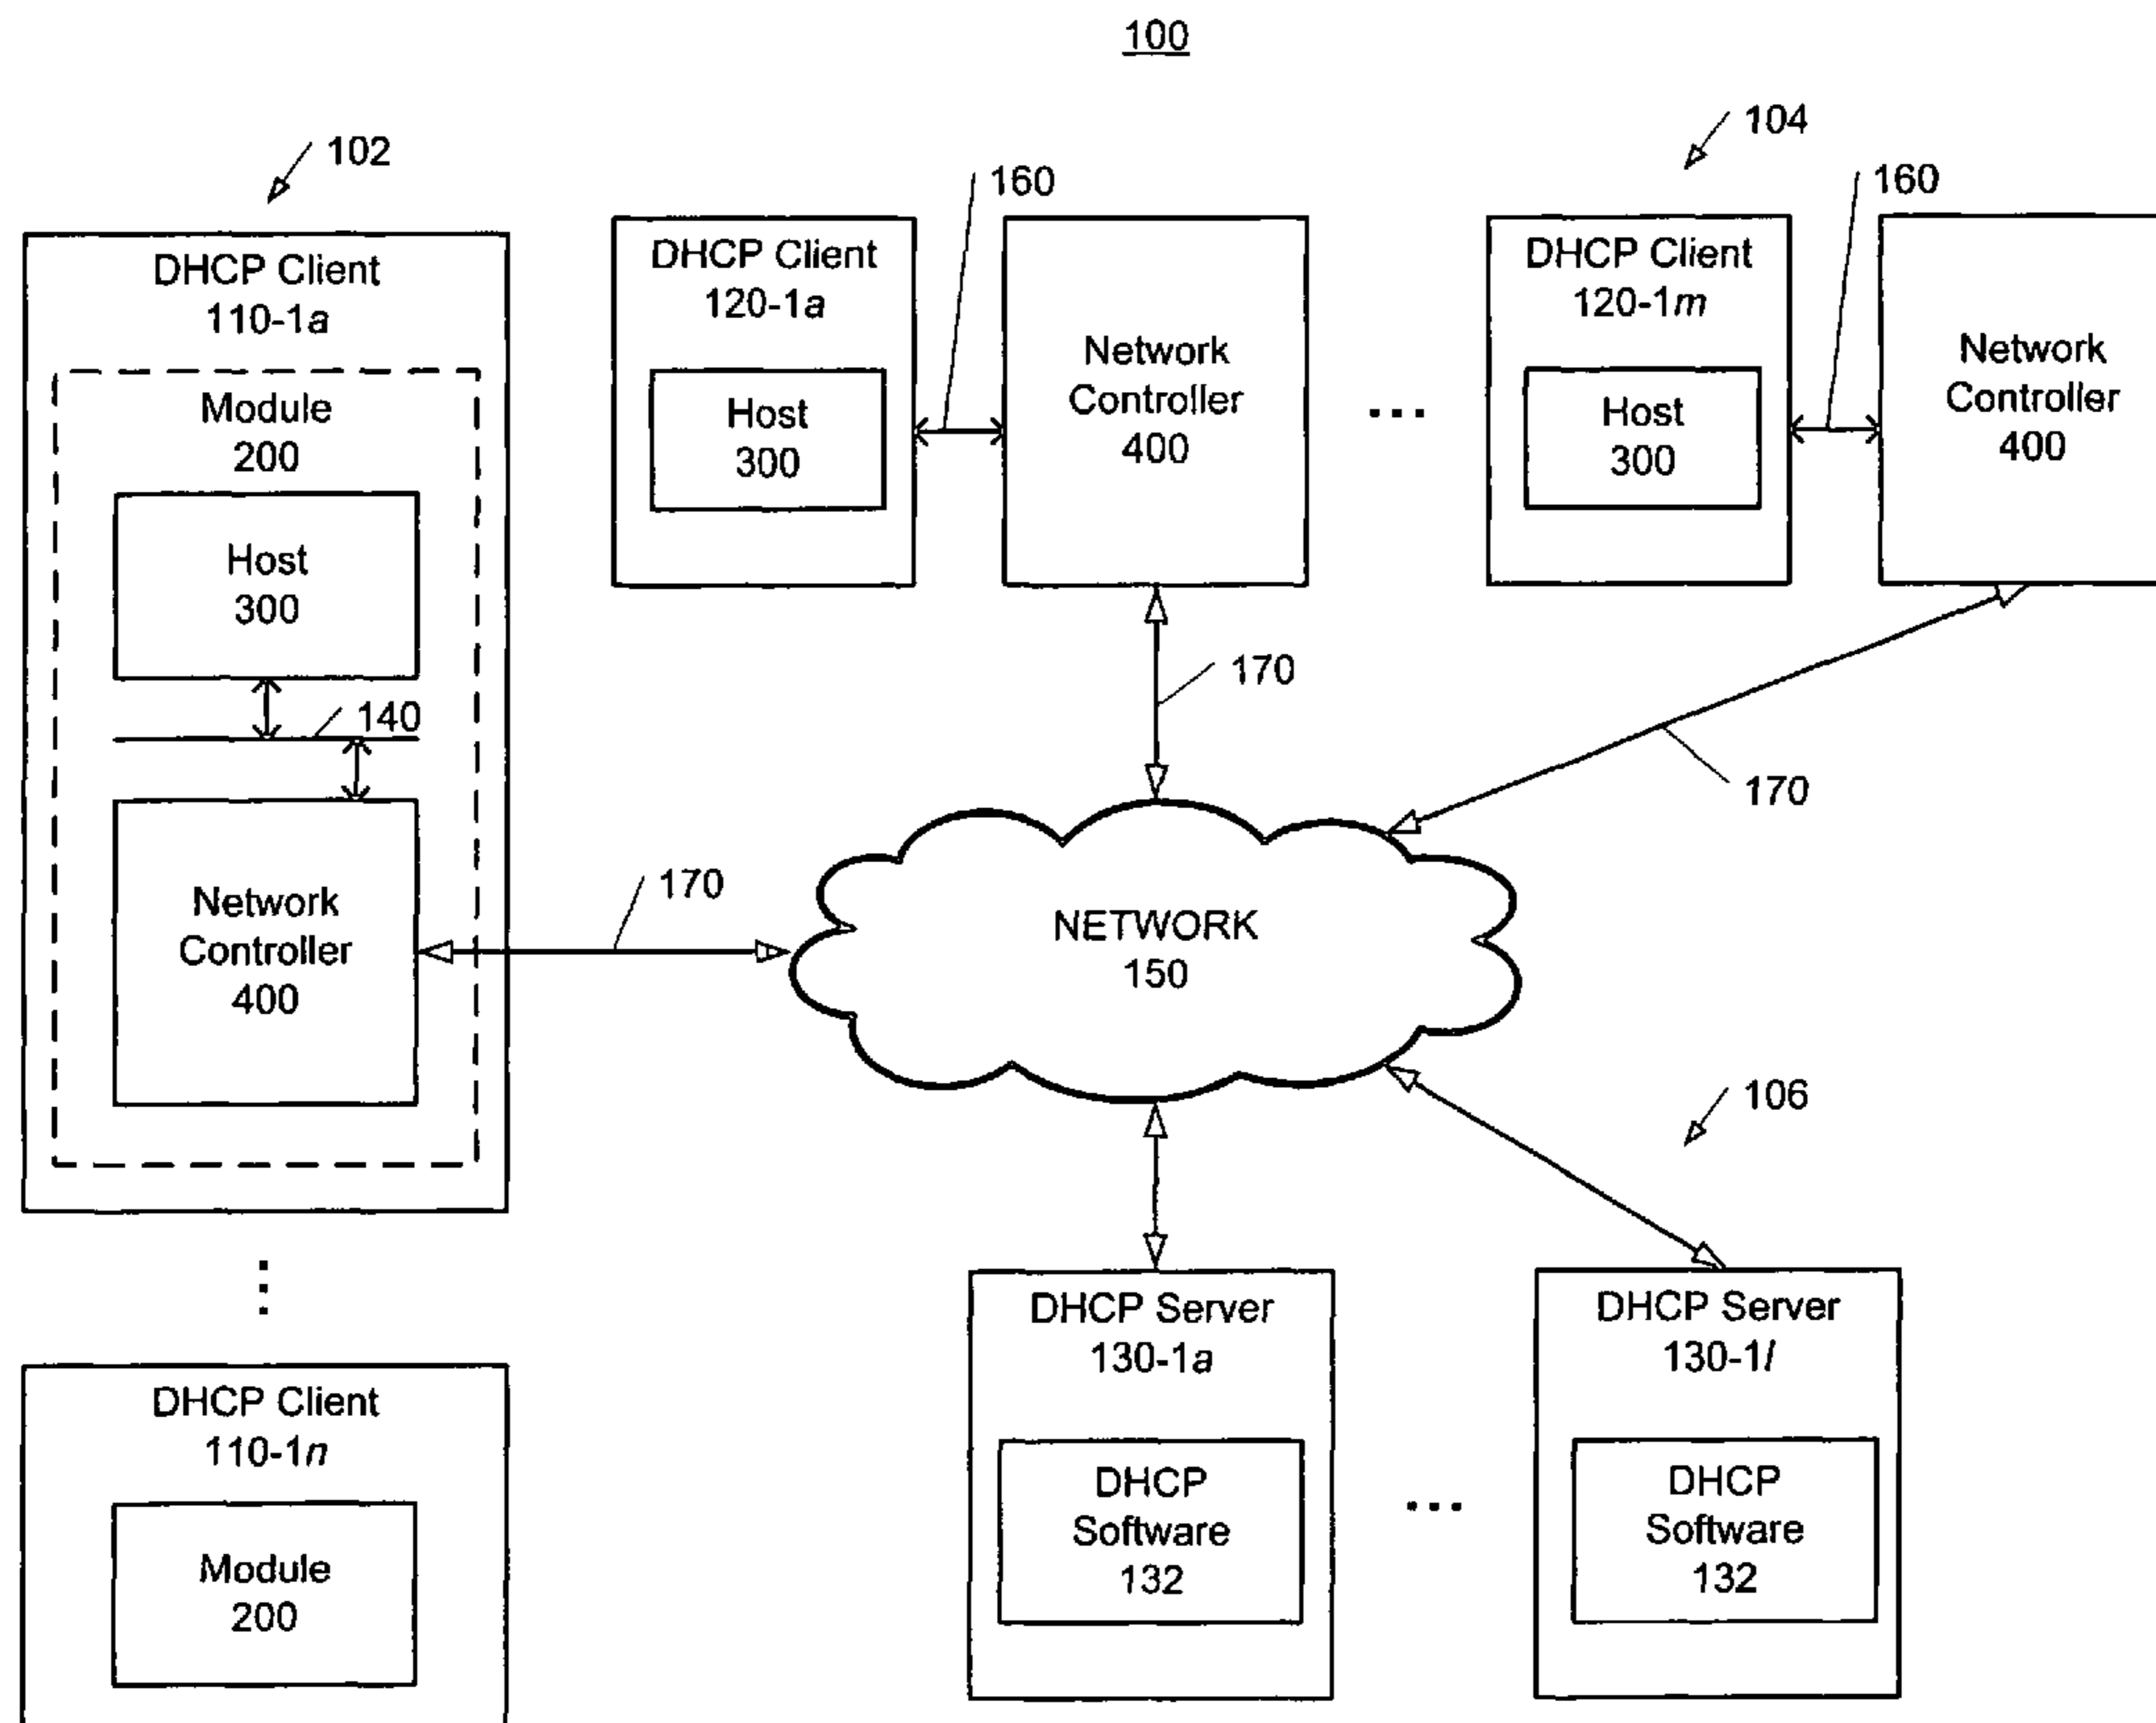 100
102
DHCP Client
110-1a
Module
200
Host
300
140
Network
Controller
400
170
DHCP Client
110-1n
Module
200
DHCP Client
120-1a
Host
300
160
Network
Controller
400
170
...
104
DHCP Client
120-1m
Host
300
160
Network
Controller
400
170
NETWORK
150
106
DHCP Server
130-1a
DHCP
Software
132
...
DHCP Server
130-1l
DHCP
Software
132